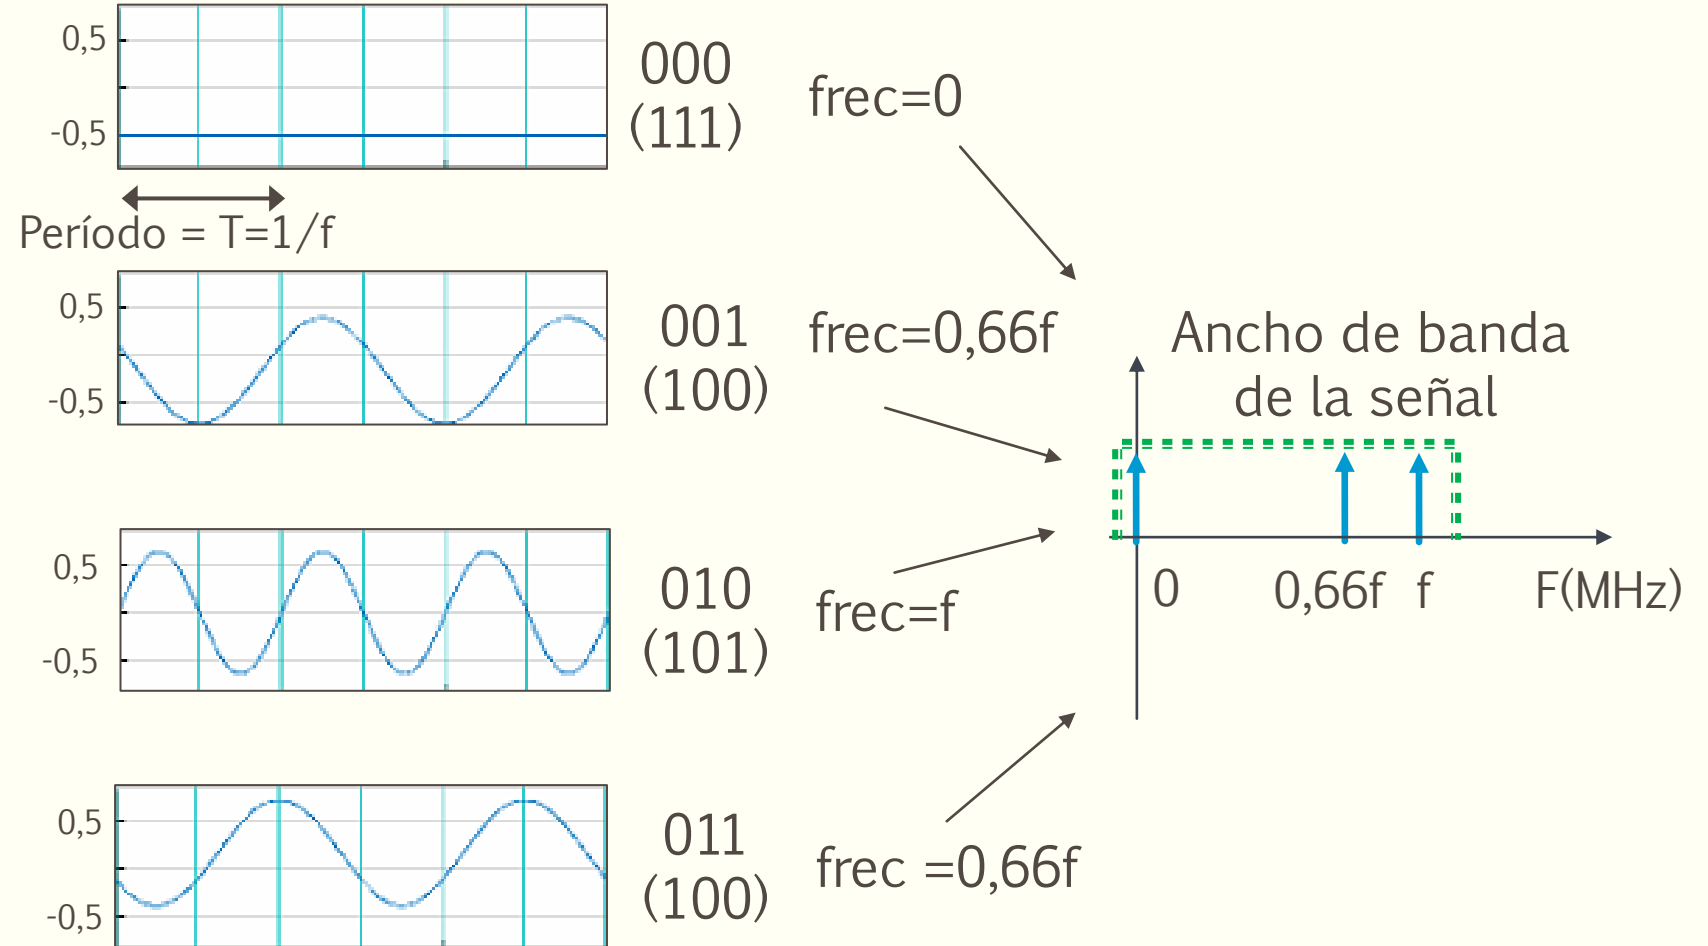 0,5
-0,5
000
(111)
frec=0
Período = T=1/f
0,5
-0,5
001
(100)
frec=0,66f
Ancho de banda
de la señal
0
0,66f
f
F(MHz)
0,5
-0,5
010
(101)
frec=f
0,5
-0,5
011
(100)
frec =0,66f